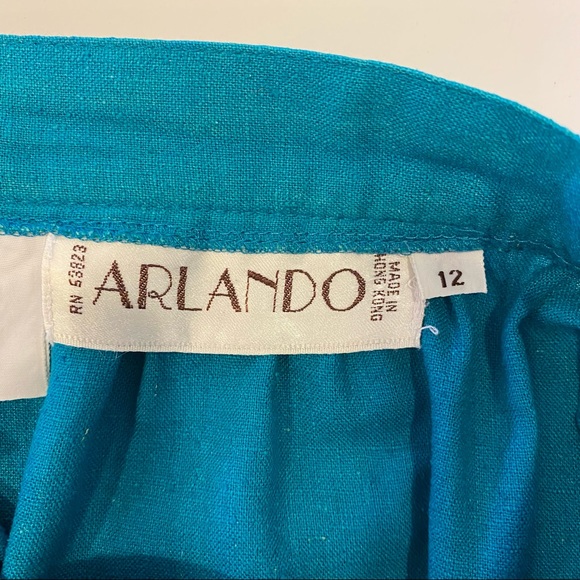 RN 53823
ARLANDO
MADE IN
HONG KONG
12